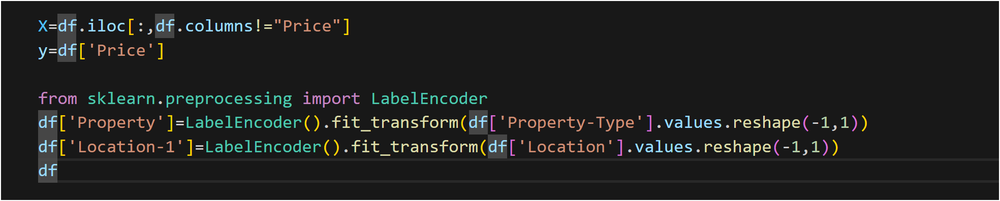 X=df.iloc[:,df.columns!="Price"]
y=df['Price']
from sklearn.preprocessing import LabelEncoder
df['Property']=LabelEncoder().fit_transform(df['Property-Type'].values.reshape(-1,1))
df['Location-1']=LabelEncoder().fit_transform(df['Location'].values.reshape(-1,1))
df